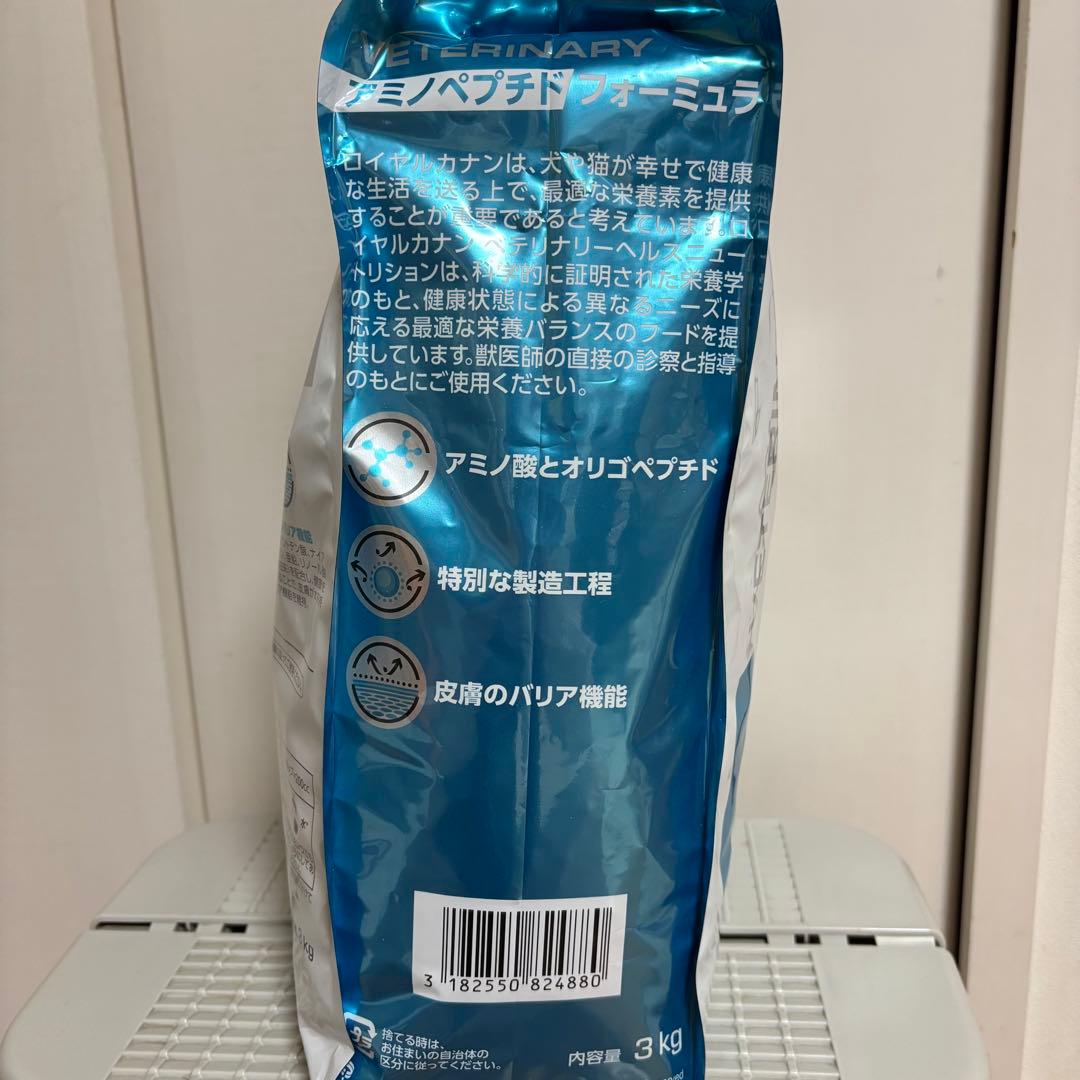 VETERINARY
アミノペプチド フォーミュラ
ロイヤルカナンは、犬や猫が幸せで健康
な生活を送る上で、最適な栄養素を提供
することが重要であると考えています。ロ
イヤルカナン ベテリナリーヘルスニュー
トリションは、科学的に証明された栄養学
のもと、健康状態による異なるニーズに
応える最適な栄養バランスのフードを提
供しています。獣医師の直接の診察と指導
のもとにご使用ください。
アミノ酸とオリゴペプチド
特別な製造工程
皮膚のバリア機能
3 182550 824880
プラ
捨てる時は、
お住まいの自治体の
区分に従ってください。
内容量 3 kg